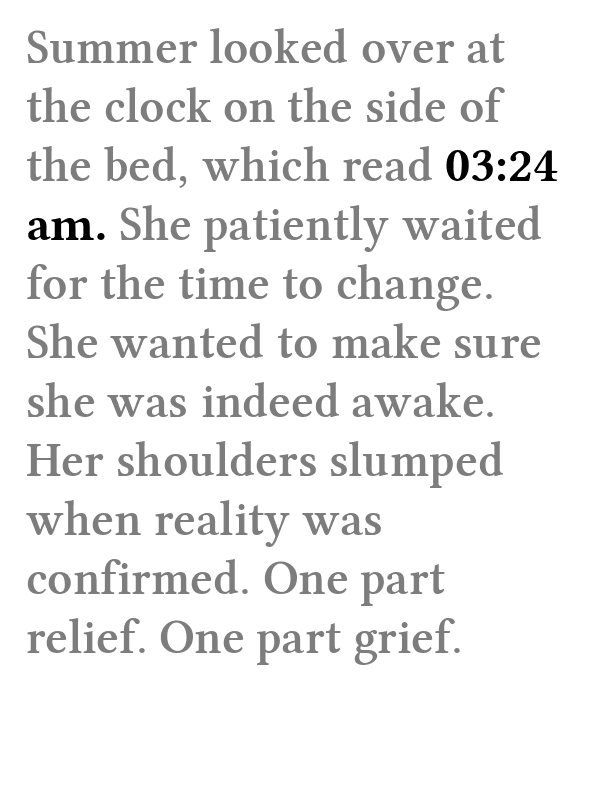 Summer looked over at
the clock on the side of
the bed, which read 03:24
am. She patiently waited
for the time to change.
She wanted to make sure
she was indeed awake.
Her shoulders slumped
when reality was
confirmed. One part
relief. One part grief.